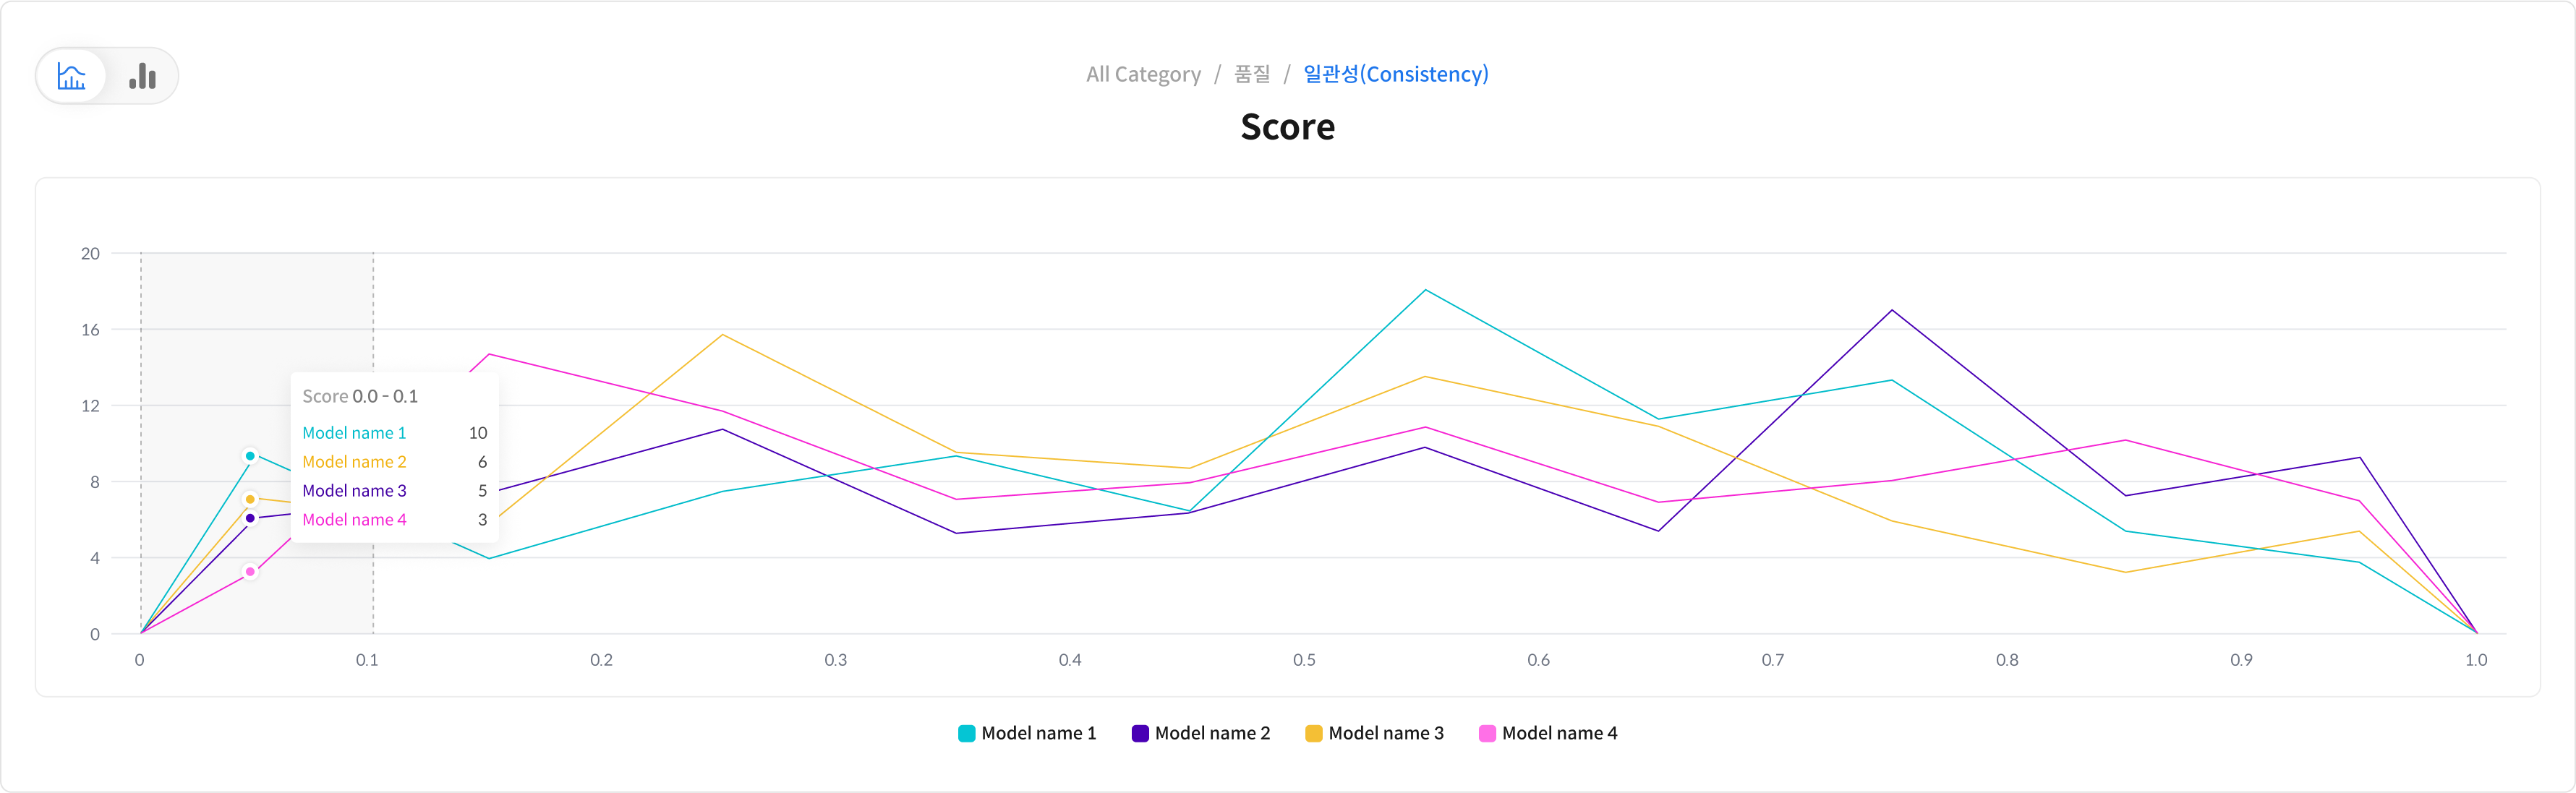 All Category / 품질 / 일관성(Consistency)
Score
20
16
12
8
4
0
Score 0.0 - 0.1
Model name 1 10
Model name 2 6
Model name 3 5
Model name 4 3
0 0.1 0.2 0.3 0.4 0.5 0.6 0.7 0.8 0.9 1.0
Model name 1 Model name 2 Model name 3 Model name 4